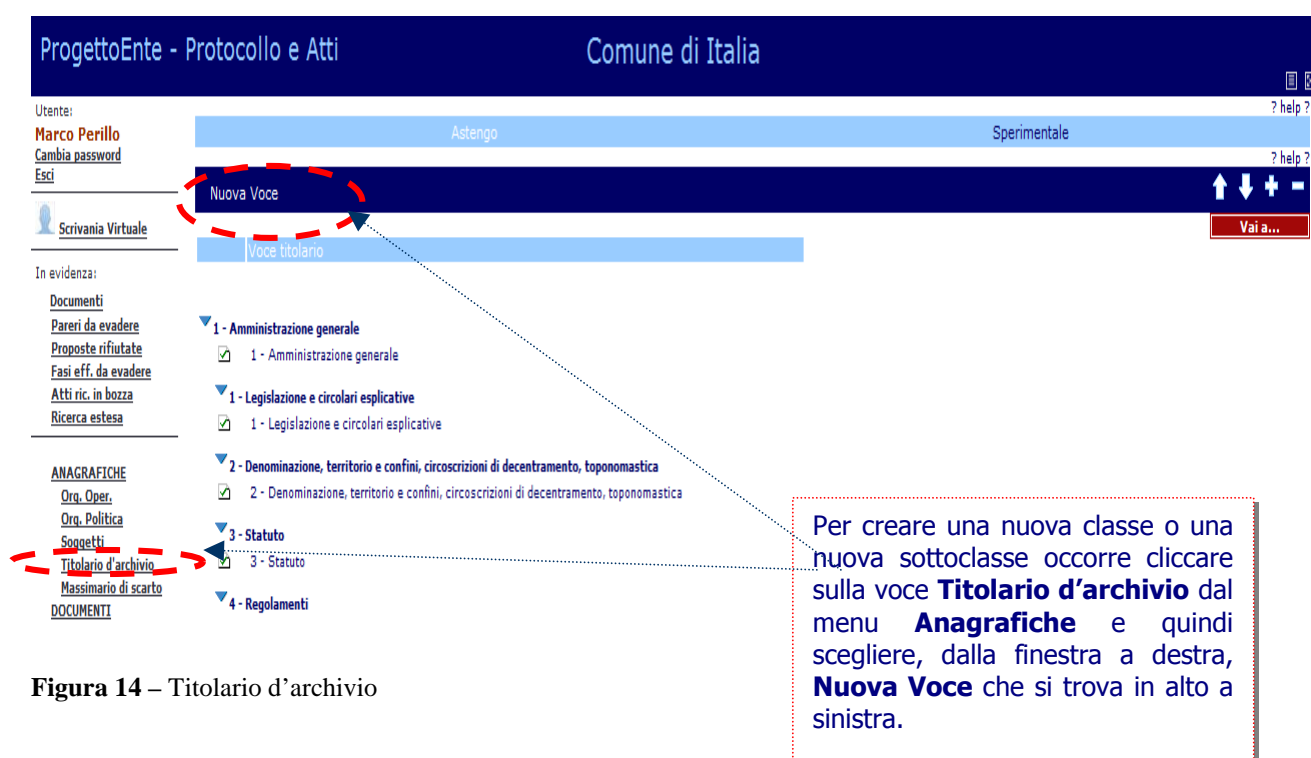 ProgettoEnte - Protocollo e Atti
Comune di Italia
Utente:
Marco Perillo
Cambia password
Esci
Scrivania Virtuale
In evidenza:
Documenti
Pareri da evadere
Proposte rifiutate
Fasi eff. da evadere
Atti ric. in bozza
Ricerca estesa
ANAGRAFICHE
Org. Oper.
Org. Politica
Soggetti
Titolario d'archivio
Massimario di scarto
DOCUMENTI
? help ?
Astengo
Sperimentale
? help ?
Nuova Voce
Vai a...
Voce titolario
1 - Amministrazione generale
1 - Amministrazione generale
1 - Legislazione e circolari esplicative
1 - Legislazione e circolari esplicative
2 - Denominazione, territorio e confini, circoscrizioni di decentramento, toponomastica
2 - Denominazione, territorio e confini, circoscrizioni di decentramento, toponomastica
3 - Statuto
3 - Statuto
4 - Regolamenti
Per creare una nuova classe o una
nuova sottoclasse occorre cliccare
sulla voce Titolario d’archivio dal
menu Anagrafiche e quindi
scegliere, dalla finestra a destra,
Nuova Voce che si trova in alto a
sinistra.
Figura 14 – Titolario d’archivio